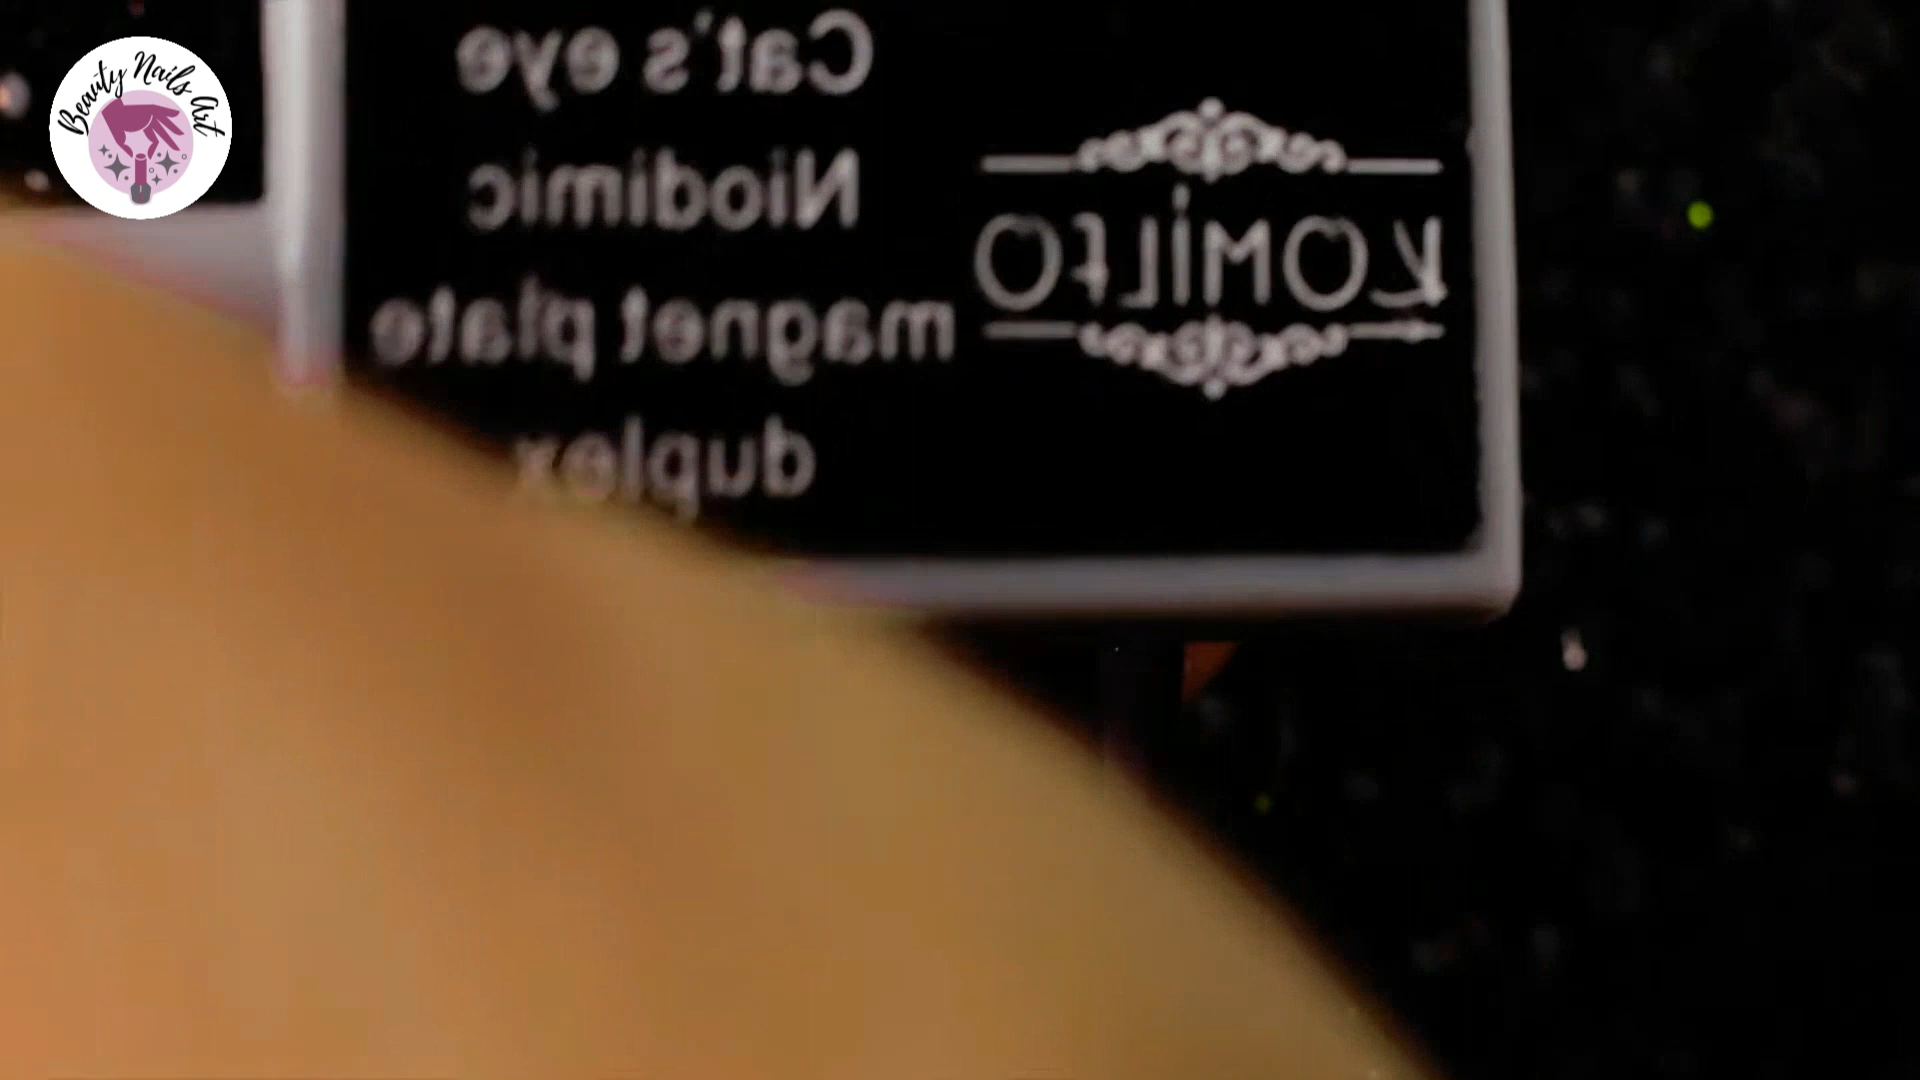 Beauty Nails Art
Cat's eye
Niodimic
magnet plate
duplex
KOMILFO